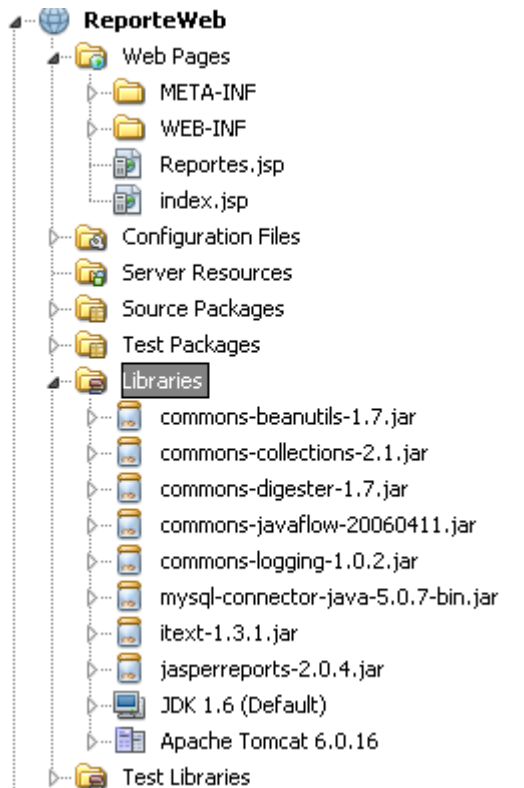 ReporteWeb
Web Pages
META-INF
WEB-INF
Reportes.jsp
index.jsp
Configuration Files
Server Resources
Source Packages
Test Packages
Libraries
commons-beanutils-1.7.jar
commons-collections-2.1.jar
commons-digester-1.7.jar
commons-javaflow-20060411.jar
commons-logging-1.0.2.jar
mysql-connector-java-5.0.7-bin.jar
itext-1.3.1.jar
jasperreports-2.0.4.jar
JDK 1.6 (Default)
Apache Tomcat 6.0.16
Test Libraries